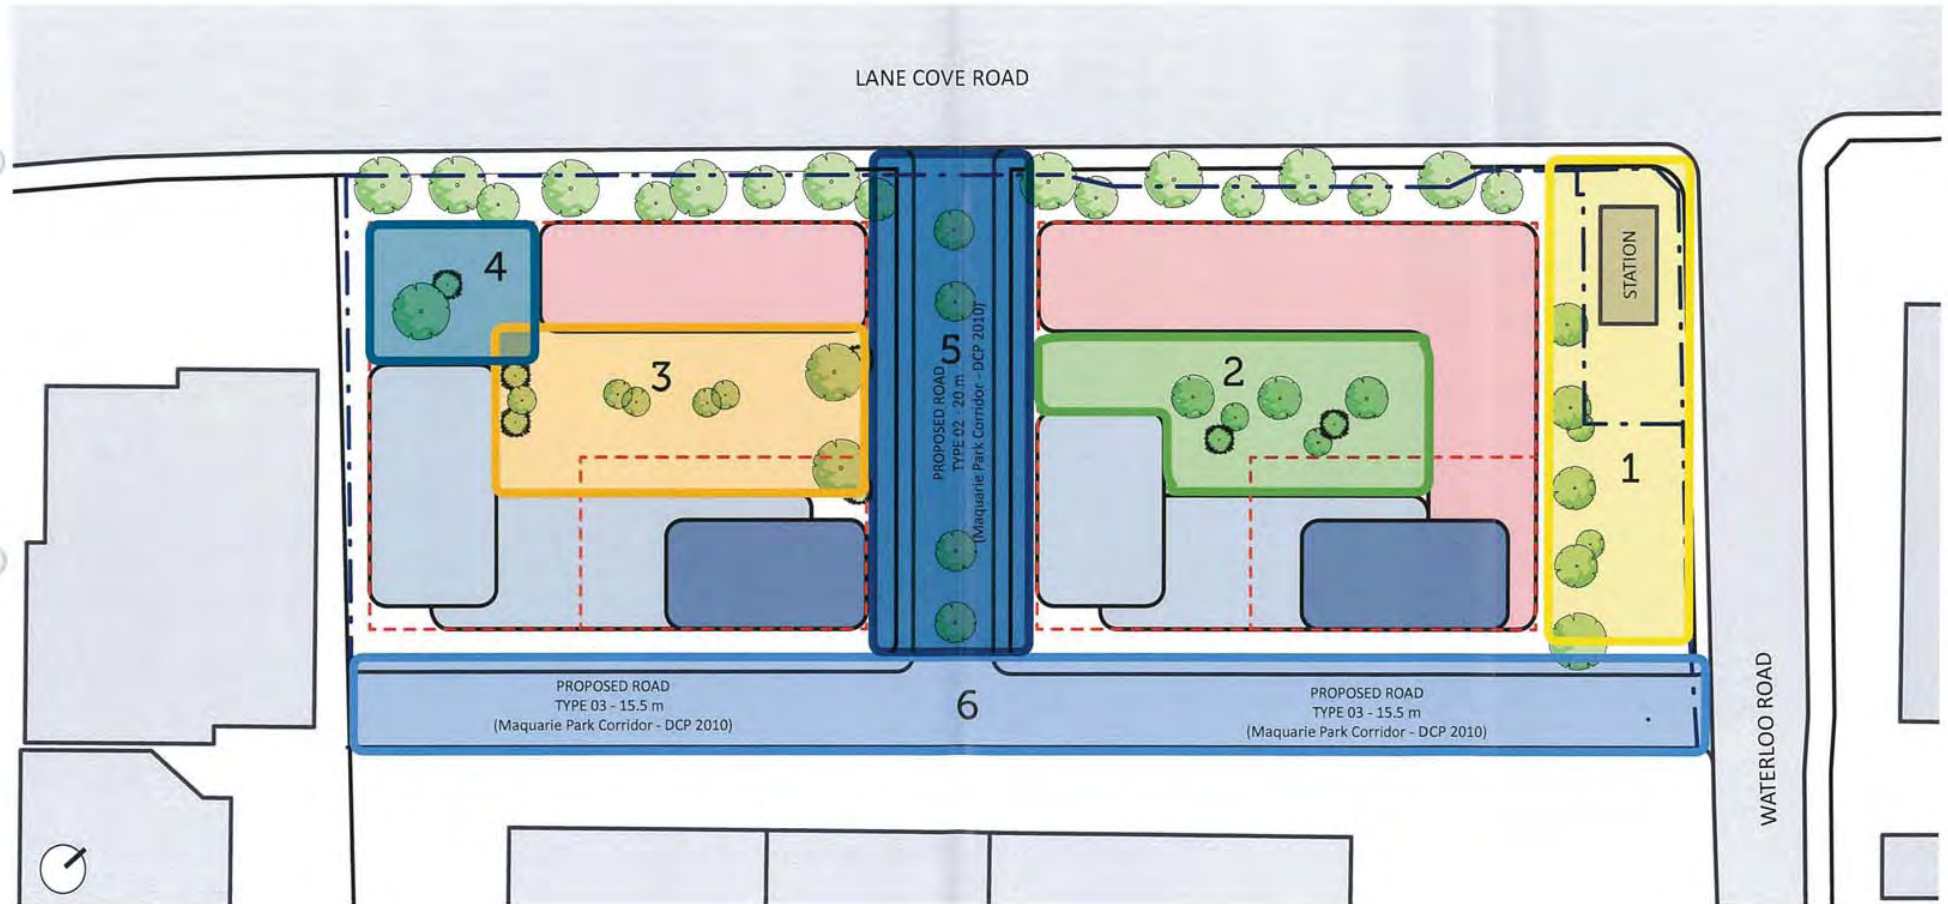 LANE COVE ROAD
4
3
5
PROPOSED ROAD
TYPE 02 - 20 m
(Maquarie Park Corridor - DCP 2010)
2
STATION
1
PROPOSED ROAD
TYPE 03 - 15.5 m
(Maquarie Park Corridor - DCP 2010)
6
PROPOSED ROAD
TYPE 03 - 15.5 m
(Maquarie Park Corridor - DCP 2010)
WATERLOO ROAD